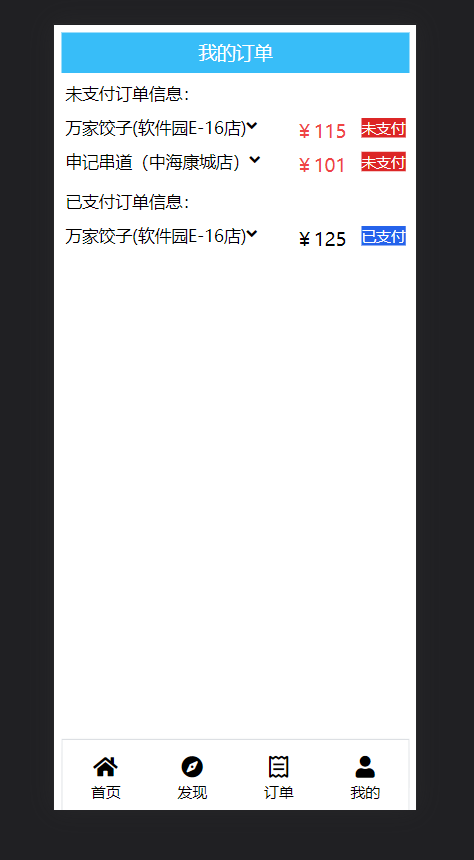 我的订单
未支付订单信息：
万家饺子(软件园E-16店) ¥ 115 未支付
申记串道（中海康城店） ¥ 101 未支付
已支付订单信息：
万家饺子(软件园E-16店) ¥ 125 已支付
首页 发现 订单 我的